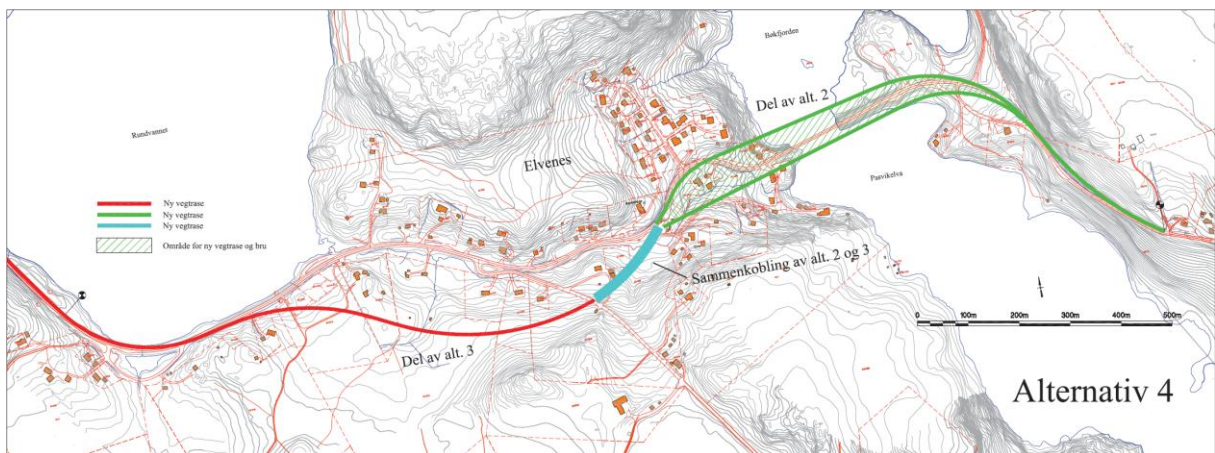 Bøkfjorden
Del av alt. 2
Rundvannet
Elvenes
Pasvikelva
Ny vegtrase
Ny vegtrase
Ny vegtrase
Område for ny vegtrase og bru
Sammenkobling av alt. 2 og 3
0 100m 200m 300m 400m 500m
Del av alt. 3
Alternativ 4